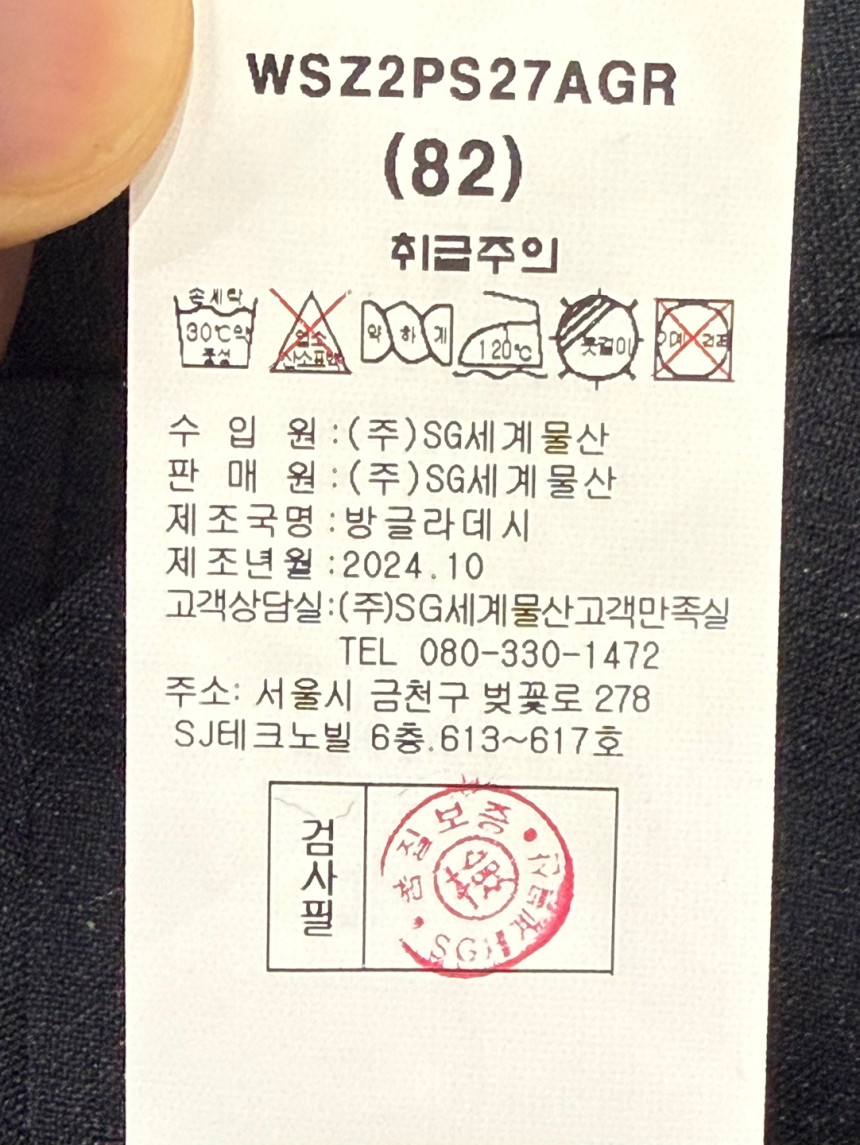 WSZ2PS27AGR
(82)
취급주의
손세탁
30℃ 약
중성
염소
산소표백
약 하 게
120℃
옷걸이
건조
수 입 원 : (주)SG세계물산
판 매 원 : (주)SG세계물산
제조국명 : 방글라데시
제조년월 : 2024.10
고객상담실:(주)SG세계물산고객만족실
TEL 080-330-1472
주소: 서울시 금천구 벚꽃로 278
SJ테크노빌 6층.613~617호
검사필
품질보증
SG세계물산